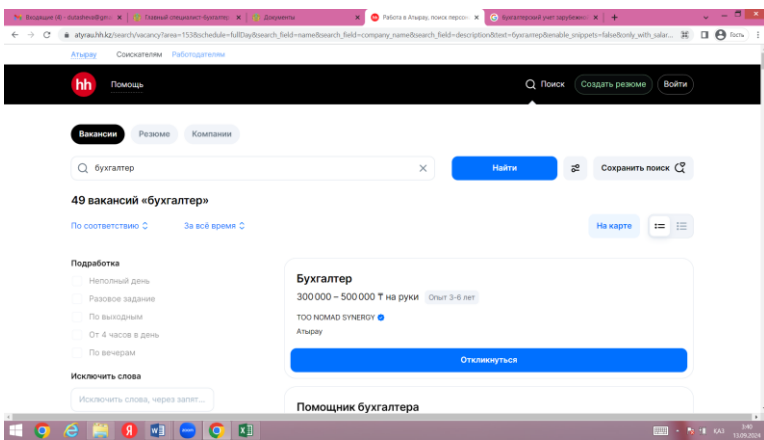 Входящие (4) - dutasheva@gm
Главный специалист-бухгалтер
Документы
Работа в Атырау, поиск персон
Бухгалтерский учет зарубежно
atyrau.hh.kz/search/vacancy?area=153&schedule=fullDay&search_field=name&search_field=company_name&search_field=description&text=бухгалтер&enable_snippets=false&only_with_salar...
Гость
Атырау Соискателям Работодателям
hh Помощь Поиск Создать резюме Войти
Вакансии Резюме Компании
бухгалтер Найти Сохранить поиск
49 вакансий «бухгалтер»
По соответствию За всё время На карте
Подработка
Неполный день
Разовое задание
По выходным
От 4 часов в день
По вечерам
Исключить слова
Исключить слова, через запят...
Бухгалтер
300 000 – 500 000 ₸ на руки Опыт 3-6 лет
ТОО NOMAD SYNERGY
Атырау
Откликнуться
Помощник бухгалтера
КАЗ
3:40
13.09.2024